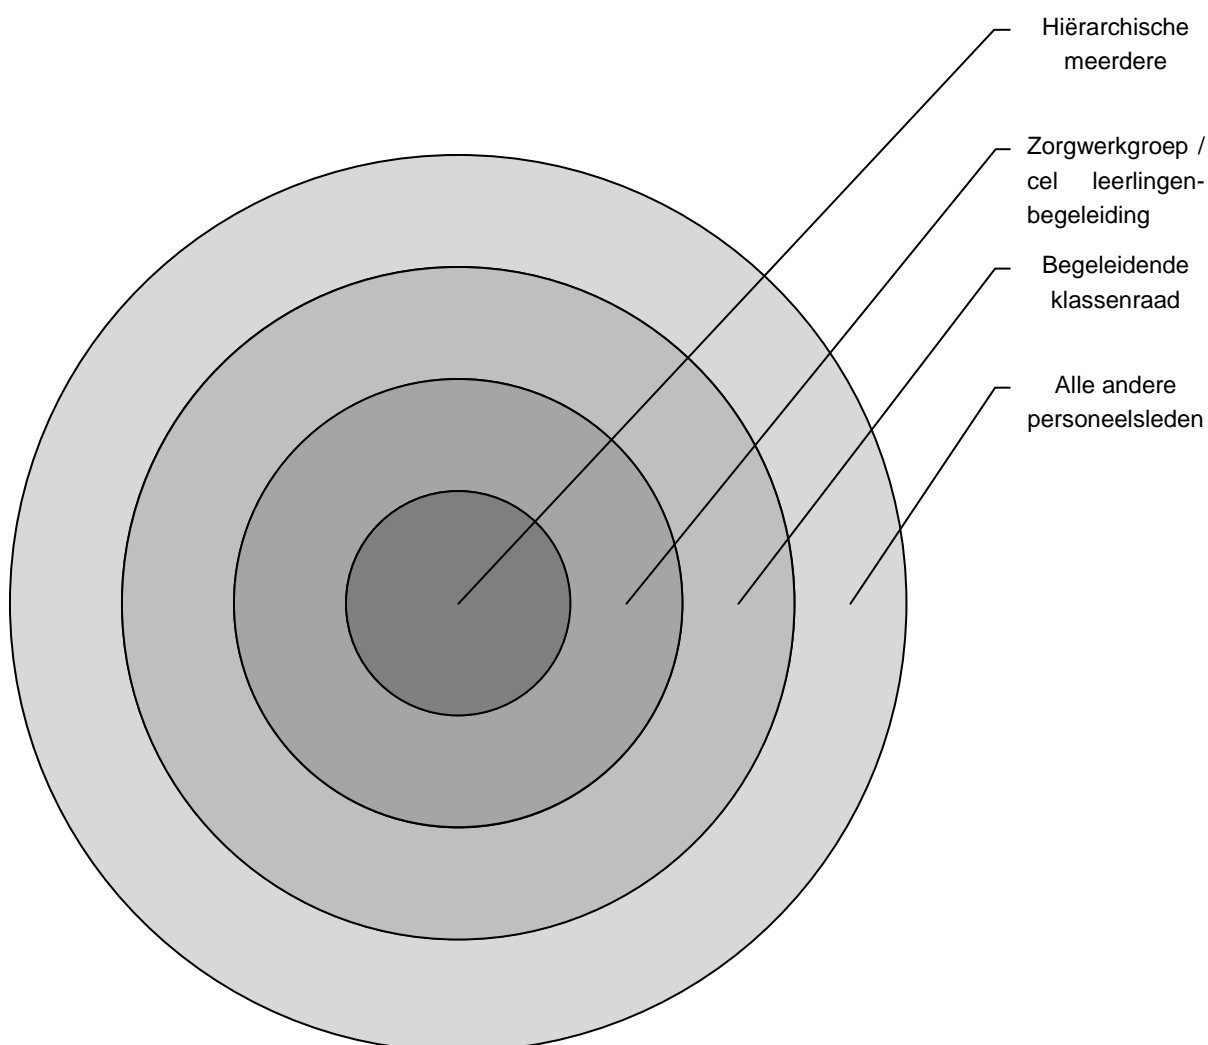 Hiërarchische
meerdere
Zorgwerkgroep /
cel leerlingen-
begeleiding
Begeleidende
klassenraad
Alle andere
personeelsleden